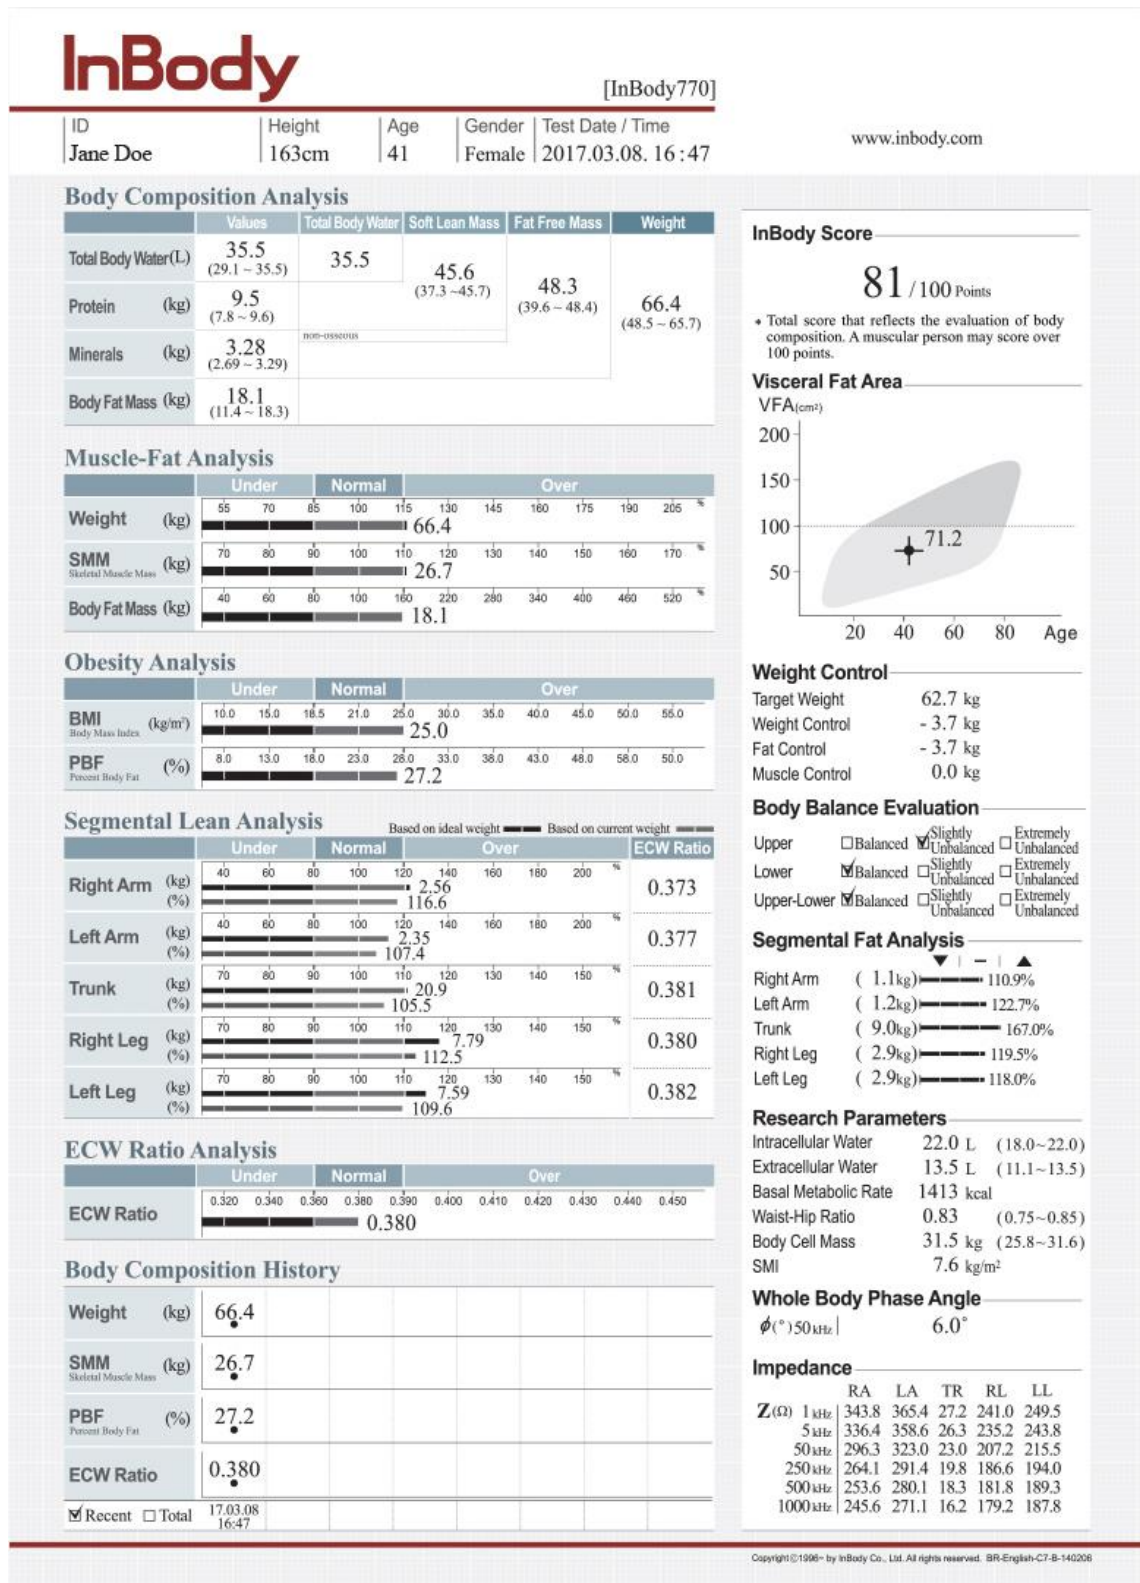 InBody
[InBody770]
ID Height Age Gender Test Date / Time
Jane Doe 163cm 41 Female 2017.03.08. 16:47
www.inbody.com
Body Composition Analysis
Values Total Body Water Soft Lean Mass Fat Free Mass Weight
Total Body Water(L) 35.5 35.5 45.6 48.3 66.4
(29.1 ~ 35.5) (37.3 ~45.7) (39.6 ~ 48.4) (48.5 ~ 65.7)
Protein (kg) 9.5
(7.8 ~ 9.6)
non-osseous
Minerals (kg) 3.28
(2.69 ~ 3.29)
Body Fat Mass (kg) 18.1
(11.4 ~ 18.3)
Muscle-Fat Analysis
Under Normal Over
55 70 85 100 115 130 145 160 175 190 205 %
Weight (kg) 66.4
70 80 90 100 110 120 130 140 150 160 170 %
SMM (kg) 26.7
Skeletal Muscle Mass
40 60 80 100 160 220 280 340 400 460 520 %
Body Fat Mass (kg) 18.1
Obesity Analysis
Under Normal Over
10.0 15.0 18.5 21.0 25.0 30.0 35.0 40.0 45.0 50.0 55.0
BMI (kg/m²) 25.0
Body Mass Index
8.0 13.0 18.0 23.0 28.0 33.0 38.0 43.0 48.0 58.0 50.0
PBF (%) 27.2
Percent Body Fat
Segmental Lean Analysis Based on ideal weight Based on current weight
Under Normal Over ECW Ratio
40 60 80 100 120 140 160 180 200 %
Right Arm (kg) 2.56 0.373
(%) 116.6
40 60 80 100 120 140 160 180 200 %
Left Arm (kg) 2.35 0.377
(%) 107.4
70 80 90 100 110 120 130 140 150 %
Trunk (kg) 20.9 0.381
(%) 105.5
70 80 90 100 110 120 130 140 150 %
Right Leg (kg) 7.79 0.380
(%) 112.5
70 80 90 100 110 120 130 140 150 %
Left Leg (kg) 7.59 0.382
(%) 109.6
ECW Ratio Analysis
Under Normal Over
0.320 0.340 0.360 0.380 0.390 0.400 0.410 0.420 0.430 0.440 0.450
ECW Ratio 0.380
Body Composition History
Weight (kg) 66.4
SMM (kg) 26.7
Skeletal Muscle Mass
PBF (%) 27.2
Percent Body Fat
ECW Ratio 0.380
Recent Total 17.03.08
16:47
InBody Score
81 /100 Points
* Total score that reflects the evaluation of body
composition. A muscular person may score over
100 points.
Visceral Fat Area
VFA(cm²)
200
150
100
71.2
50
20 40 60 80 Age
Weight Control
Target Weight 62.7 kg
Weight Control - 3.7 kg
Fat Control - 3.7 kg
Muscle Control 0.0 kg
Body Balance Evaluation
Upper Balanced Slightly Unbalanced Extremely Unbalanced
Lower Balanced Slightly Unbalanced Extremely Unbalanced
Upper-Lower Balanced Slightly Unbalanced Extremely Unbalanced
Segmental Fat Analysis
▼ – ▲
Right Arm ( 1.1kg) 110.9%
Left Arm ( 1.2kg) 122.7%
Trunk ( 9.0kg) 167.0%
Right Leg ( 2.9kg) 119.5%
Left Leg ( 2.9kg) 118.0%
Research Parameters
Intracellular Water 22.0 L (18.0~22.0)
Extracellular Water 13.5 L (11.1~13.5)
Basal Metabolic Rate 1413 kcal
Waist-Hip Ratio 0.83 (0.75~0.85)
Body Cell Mass 31.5 kg (25.8~31.6)
SMI 7.6 kg/m²
Whole Body Phase Angle
ϕ(°)50kHz 6.0°
Impedance
RA LA TR RL LL
Z(Ω) 1kHz 343.8 365.4 27.2 241.0 249.5
5kHz 336.4 358.6 26.3 235.2 243.8
50kHz 296.3 323.0 23.0 207.2 215.5
250kHz 264.1 291.4 19.8 186.6 194.0
500kHz 253.6 280.1 18.3 181.8 189.3
1000kHz 245.6 271.1 16.2 179.2 187.8
Copyright©1996~ by InBody Co., Ltd. All rights reserved. BR-English-C7-B-140206